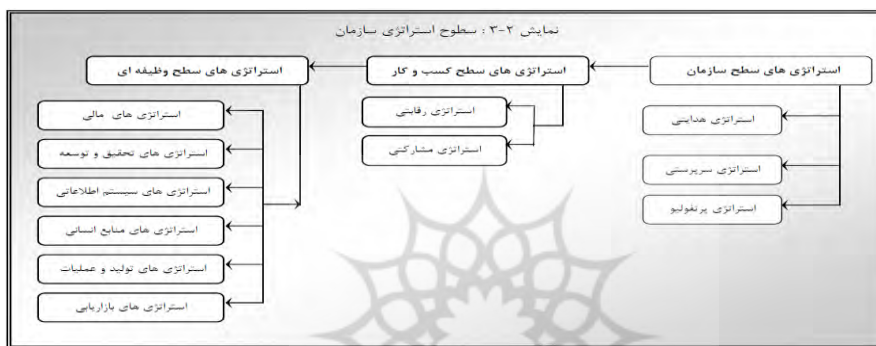 نمایش ۲-۳ : سطوح استراتژی سازمان
استراتژی های سطح سازمان
استراتژی هدایتی
استراتژی سرپرستی
استراتژی پرتفولیو
استراتژی های سطح کسب و کار
استراتژی رقابتی
استراتژی مشارکتی
استراتژی های سطح وظیفه ای
استراتژی های مالی
استراتژی های تحقیق و توسعه
استراتژی های سیستم اطلاعاتی
استراتژی های منابع انسانی
استراتژی های تولید و عملیات
استراتژی های بازاریابی